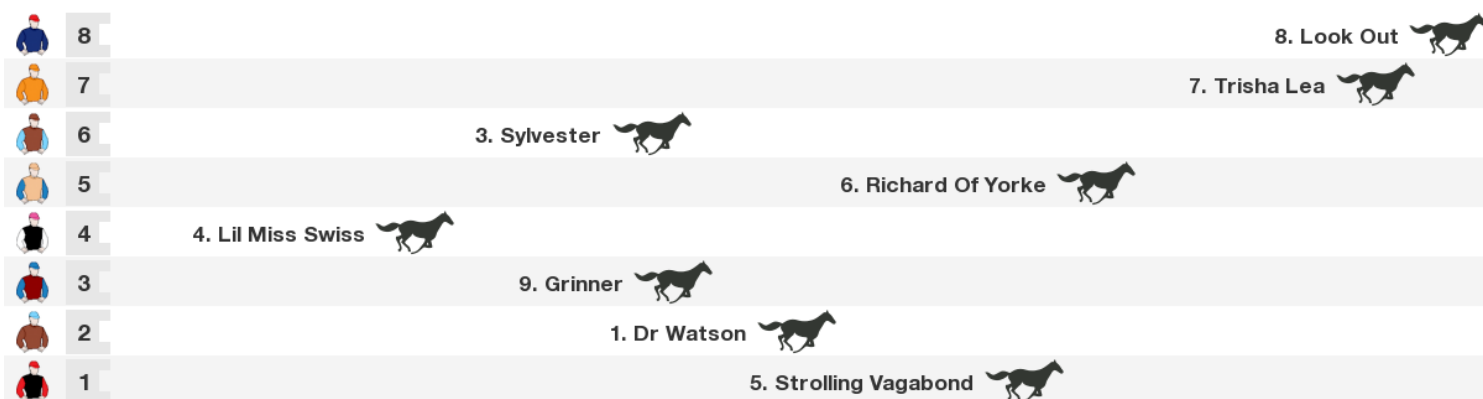 8 8. Look Out
7 7. Trisha Lea
6 3. Sylvester
5 6. Richard Of Yorke
4 4. Lil Miss Swiss
3 9. Grinner
2 1. Dr Watson
1 5. Strolling Vagabond